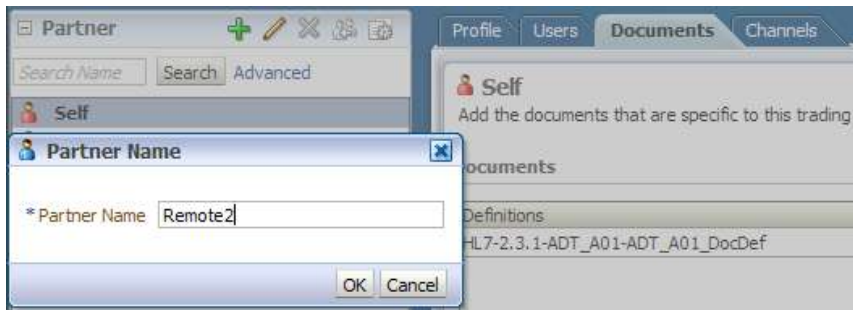 Partner
Search Name Search Advanced
Self
Partner Name
* Partner Name Remote2
OK Cancel
Profile Users Documents Channels
Self
Add the documents that are specific to this trading
ocuments
Definitions
HL7-2.3.1-ADT_A01-ADT_A01_DocDef